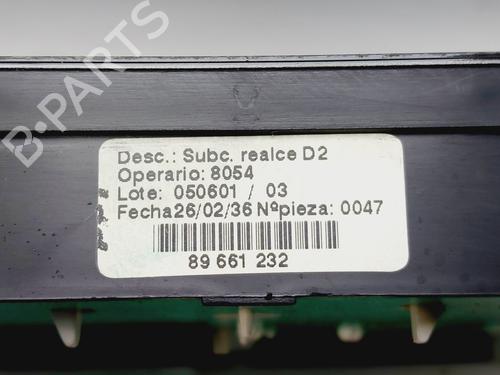 B-PARTS
Desc.: Subc. realce D2
Operario: 8054
Lote: 050601 / 03
Fecha26/02/36 Nºpieza: 0047
89 661 232